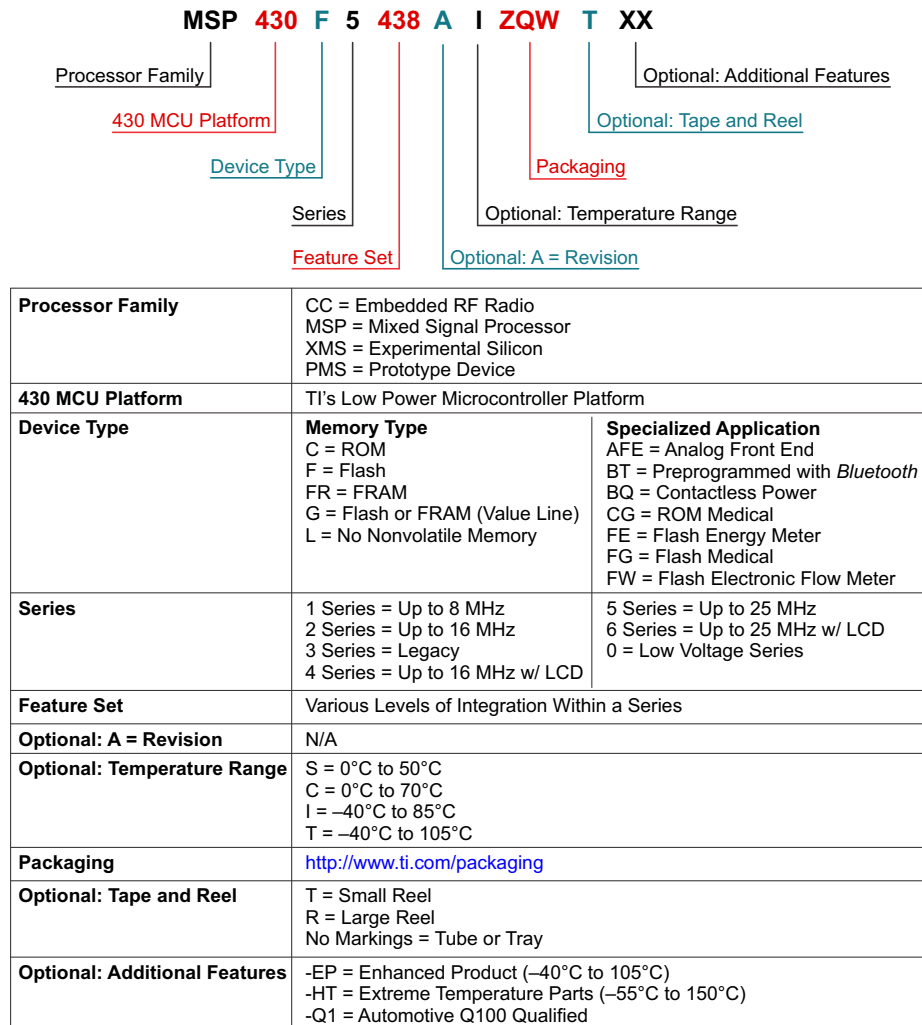 MSP 430 F 5 438 A I ZQW T XX
Processor Family
Optional: Additional Features
430 MCU Platform
Optional: Tape and Reel
Device Type
Packaging
Series
Optional: Temperature Range
Feature Set
Optional: A = Revision
Processor Family
CC = Embedded RF Radio
MSP = Mixed Signal Processor
XMS = Experimental Silicon
PMS = Prototype Device
430 MCU Platform
TI's Low Power Microcontroller Platform
Device Type
Memory Type
C = ROM
F = Flash
FR = FRAM
G = Flash or FRAM (Value Line)
L = No Nonvolatile Memory
Specialized Application
AFE = Analog Front End
BT = Preprogrammed with Bluetooth
BQ = Contactless Power
CG = ROM Medical
FE = Flash Energy Meter
FG = Flash Medical
FW = Flash Electronic Flow Meter
Series
1 Series = Up to 8 MHz
2 Series = Up to 16 MHz
3 Series = Legacy
4 Series = Up to 16 MHz w/ LCD
5 Series = Up to 25 MHz
6 Series = Up to 25 MHz w/ LCD
0 = Low Voltage Series
Feature Set
Various Levels of Integration Within a Series
Optional: A = Revision
N/A
Optional: Temperature Range
S = 0°C to 50°C
C = 0°C to 70°C
I = –40°C to 85°C
T = –40°C to 105°C
Packaging
http://www.ti.com/packaging
Optional: Tape and Reel
T = Small Reel
R = Large Reel
No Markings = Tube or Tray
Optional: Additional Features
-EP = Enhanced Product (–40°C to 105°C)
-HT = Extreme Temperature Parts (–55°C to 150°C)
-Q1 = Automotive Q100 Qualified